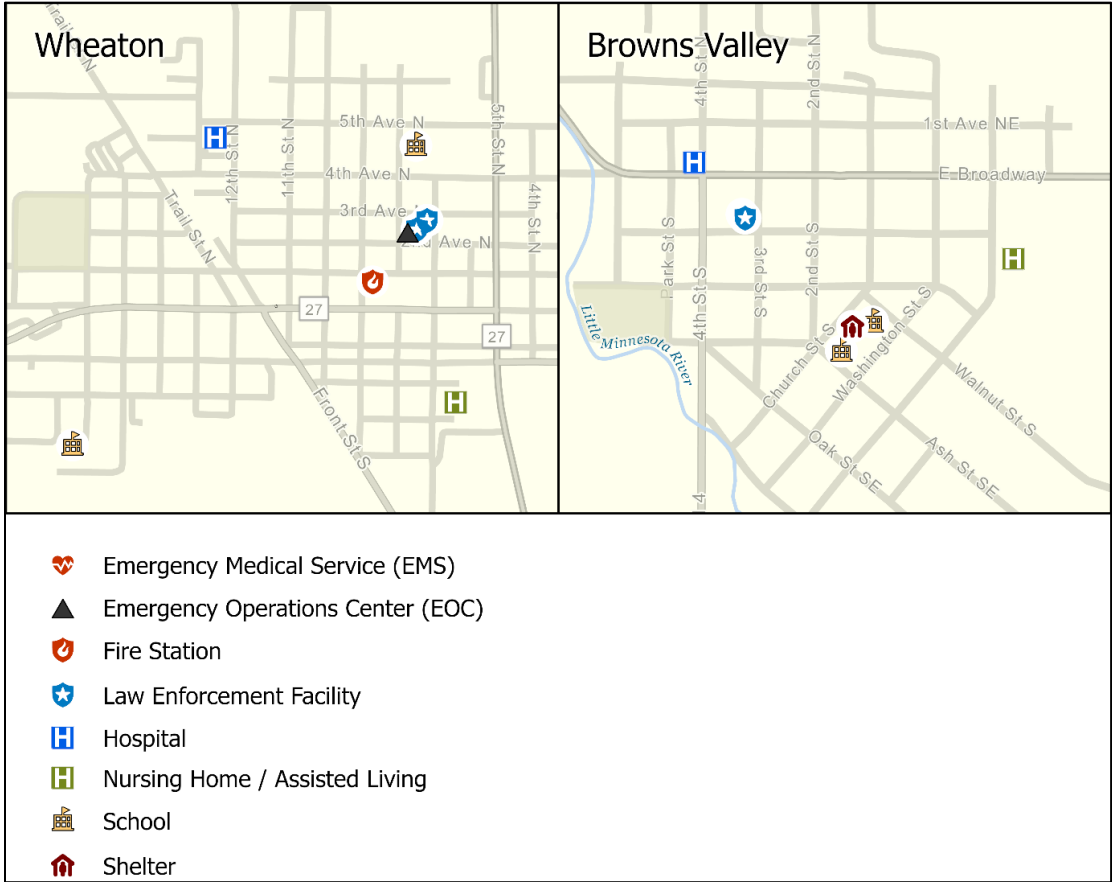 Wheaton
Trail St N
5th Ave N
12th St N
11th St N
4th Ave N
3rd Ave
2nd Ave N
5th St N
4th St N
Trail St N
27
27
Front St S
Browns Valley
4th St N
2nd St N
1st Ave NE
E Broadway
Park St S
4th St S
3rd St S
2nd St S
Little Minnesota River
Church St S
Washington St S
Walnut St S
Oak St SE
Ash St SE
4
Emergency Medical Service (EMS)
Emergency Operations Center (EOC)
Fire Station
Law Enforcement Facility
Hospital
Nursing Home / Assisted Living
School
Shelter